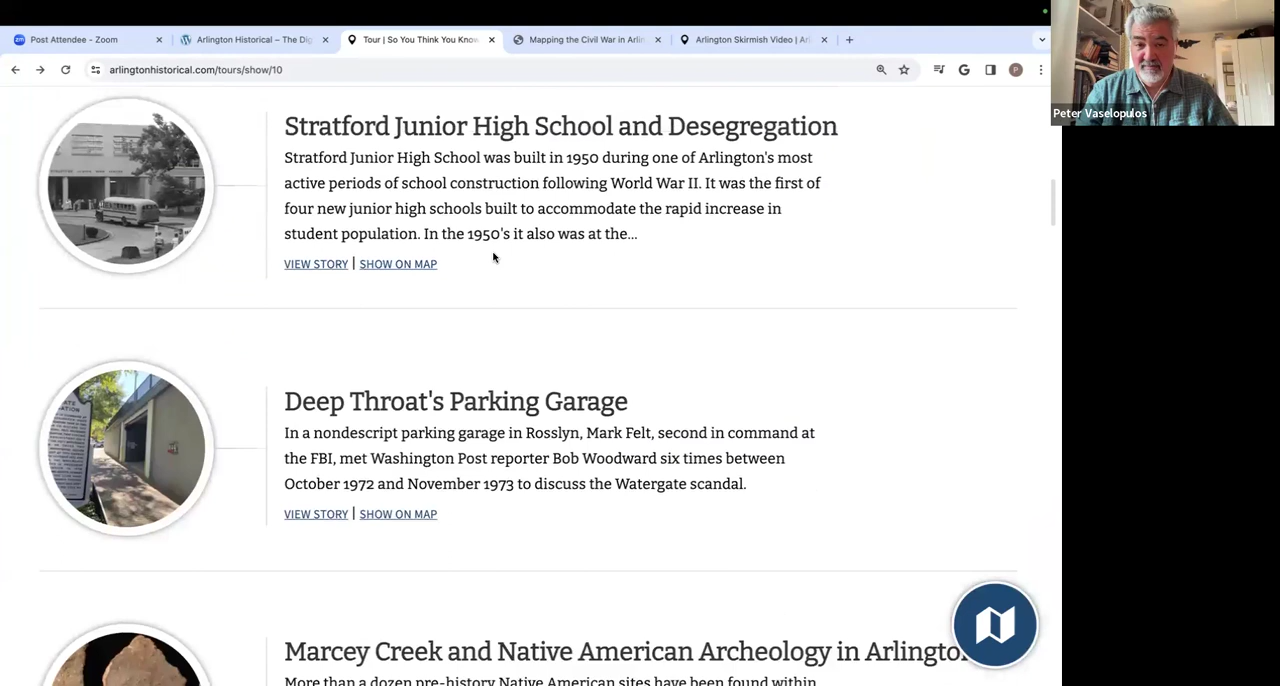 Post Attendee - Zoom
Arlington Historical – The Dig
Tour | So You Think You Know
Mapping the Civil War in Arlin
Arlington Skirmish Video | Ar
arlingtonhistorical.com/tours/show/10
P
Peter Vaselopulos
Stratford Junior High School and Desegregation
Stratford Junior High School was built in 1950 during one of Arlington's most
active periods of school construction following World War II. It was the first of
four new junior high schools built to accommodate the rapid increase in
student population. In the 1950's it also was at the...
VIEW STORY | SHOW ON MAP
Deep Throat's Parking Garage
In a nondescript parking garage in Rosslyn, Mark Felt, second in command at
the FBI, met Washington Post reporter Bob Woodward six times between
October 1972 and November 1973 to discuss the Watergate scandal.
VIEW STORY | SHOW ON MAP
Marcey Creek and Native American Archeology in Arlington
More than a dozen pre-history Native American sites have been found within